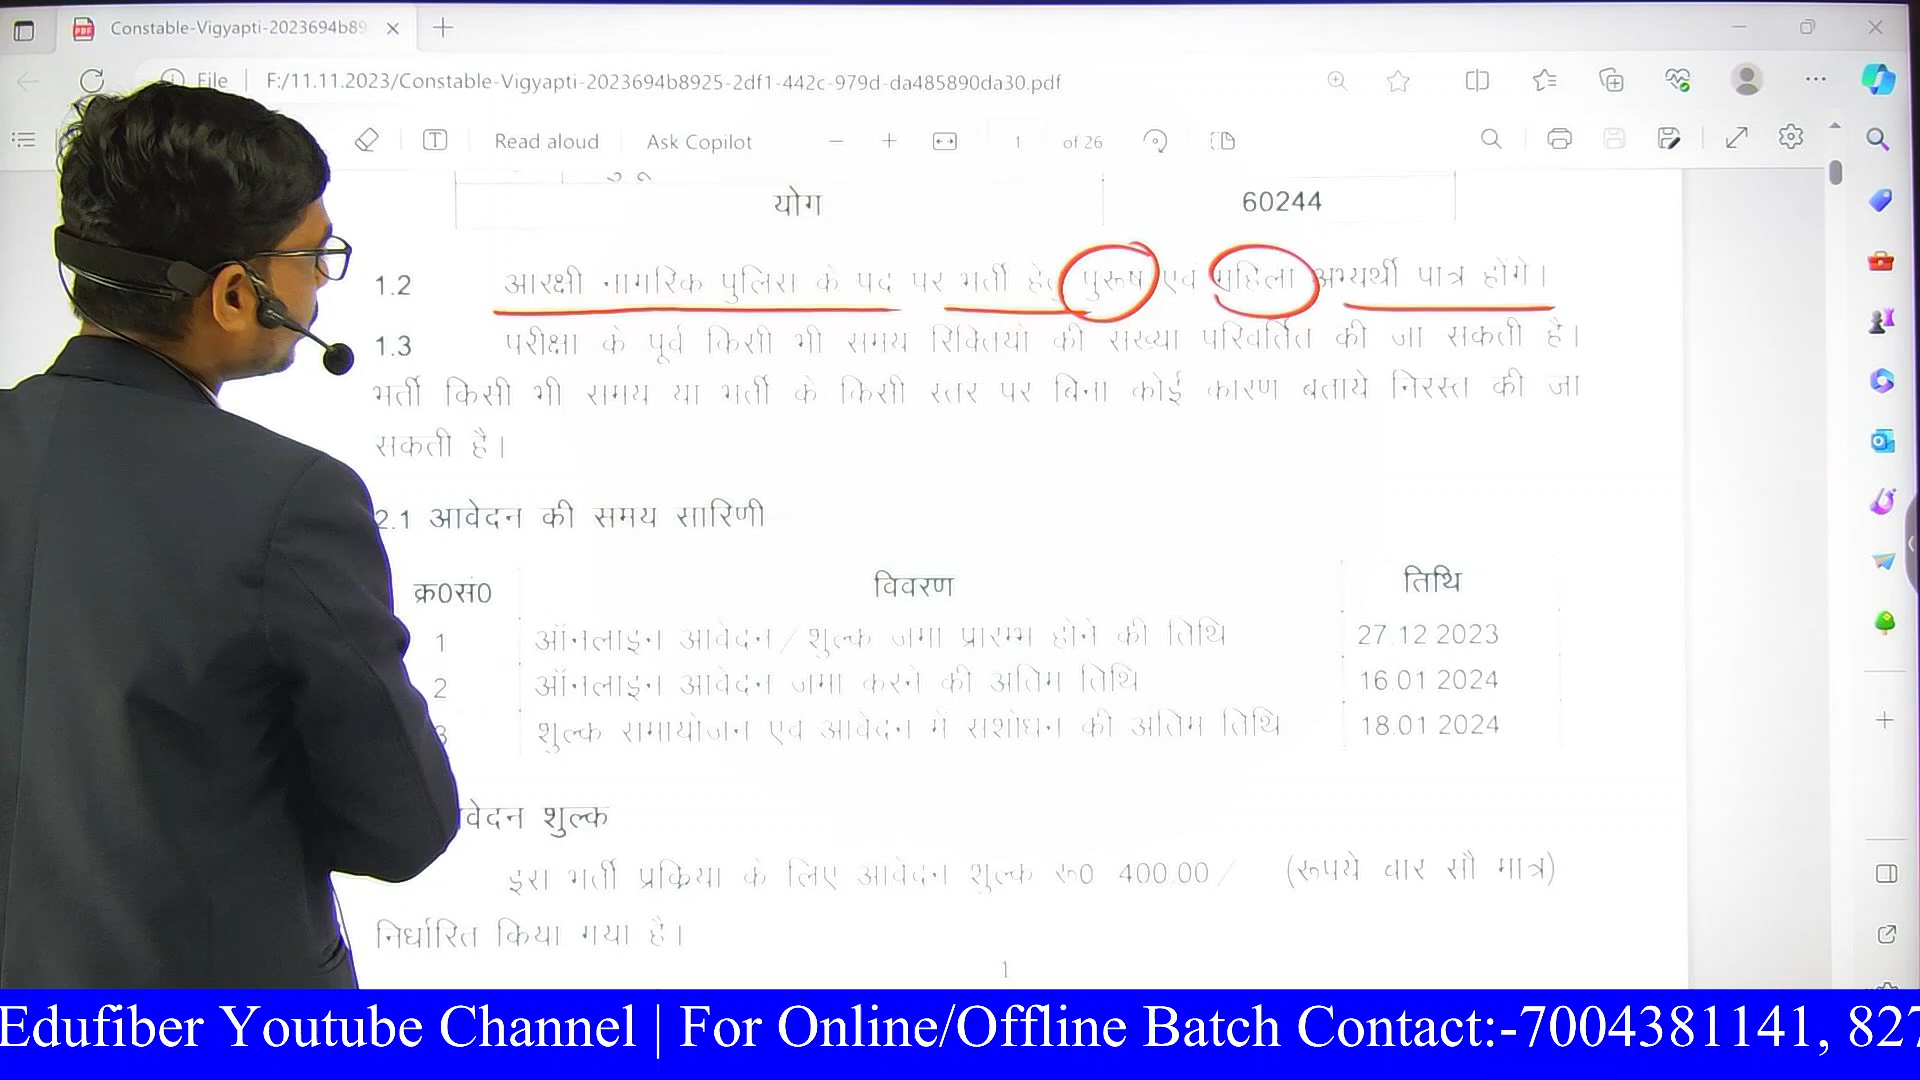 Constable-Vigyapti-2023694b89
File F:/11.11.2023/Constable-Vigyapti-2023694b8925-2df1-442c-979d-da485890da30.pdf
Read aloud Ask Copilot 1 of 26
योग 60244
1.2 आरक्षी नागरिक पुलिस के पद पर भर्ती हेतु पुरूष एवं महिला अभ्यर्थी पात्र होंगे।
1.3 परीक्षा के पूर्व किसी भी समय रिक्तियों की संख्या परिवर्तित की जा सकती है।
भर्ती किसी भी समय या भर्ती के किसी स्तर पर बिना कोई कारण बताये निरस्त की जा
सकती है।
2.1 आवेदन की समय सारिणी
क्र0सं0 विवरण तिथि
1 ऑनलाइन आवेदन/शुल्क जमा प्रारम्भ होने की तिथि 27.12.2023
2 ऑनलाइन आवेदन जमा करने की अंतिम तिथि 16.01.2024
3 शुल्क समायोजन एवं आवेदन में संशोधन की अंतिम तिथि 18.01.2024
वेदन शुल्क
इस भर्ती प्रक्रिया के लिए आवेदन शुल्क रू0 400.00/ (रूपये चार सौ मात्र)
निर्धारित किया गया है।
1
Edufiber Youtube Channel | For Online/Offline Batch Contact:-7004381141, 827